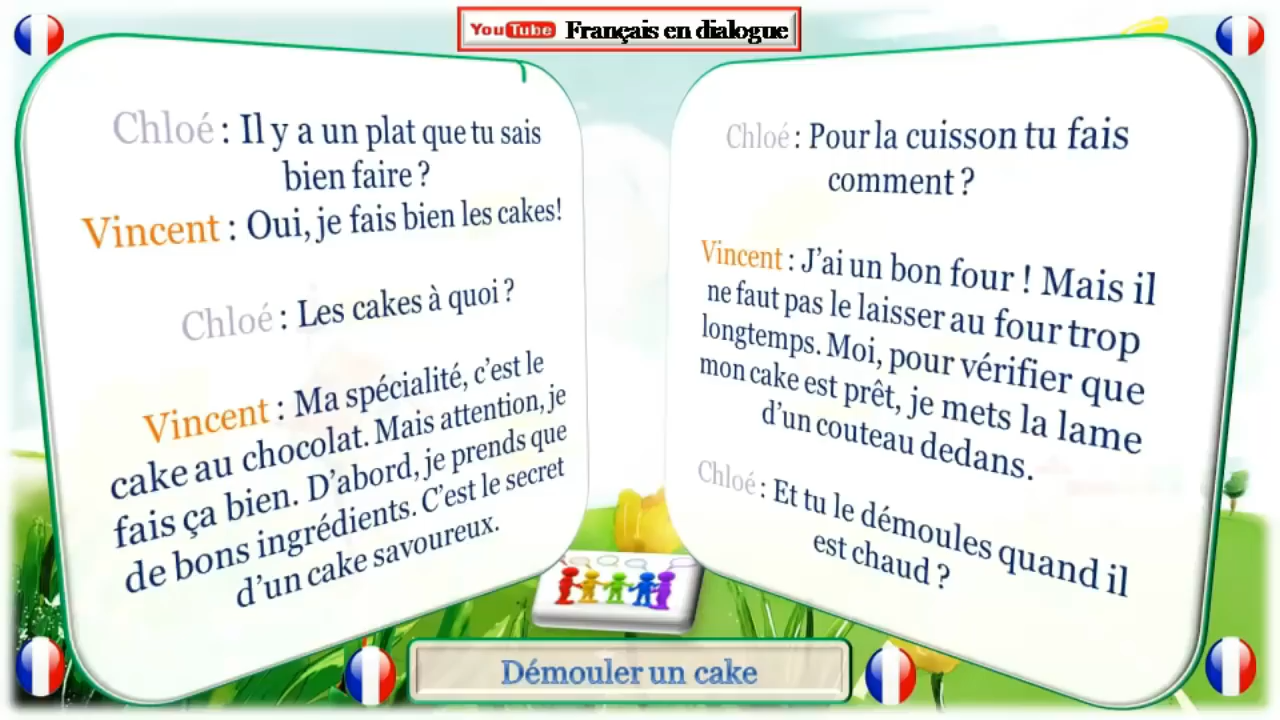 YouTube Français en dialogue
Chloé : Il y a un plat que tu sais
bien faire ?
Vincent : Oui, je fais bien les cakes!
Chloé : Les cakes à quoi ?
Vincent : Ma spécialité, c’est le
cake au chocolat. Mais attention, je
fais ça bien. D’abord, je prends que
de bons ingrédients. C’est le secret
d’un cake savoureux.
Chloé : Pour la cuisson tu fais
comment ?
Vincent : J’ai un bon four ! Mais il
ne faut pas le laisser au four trop
longtemps. Moi, pour vérifier que
mon cake est prêt, je mets la lame
d’un couteau dedans.
Chloé : Et tu le démoules quand il
est chaud ?
Démouler un cake